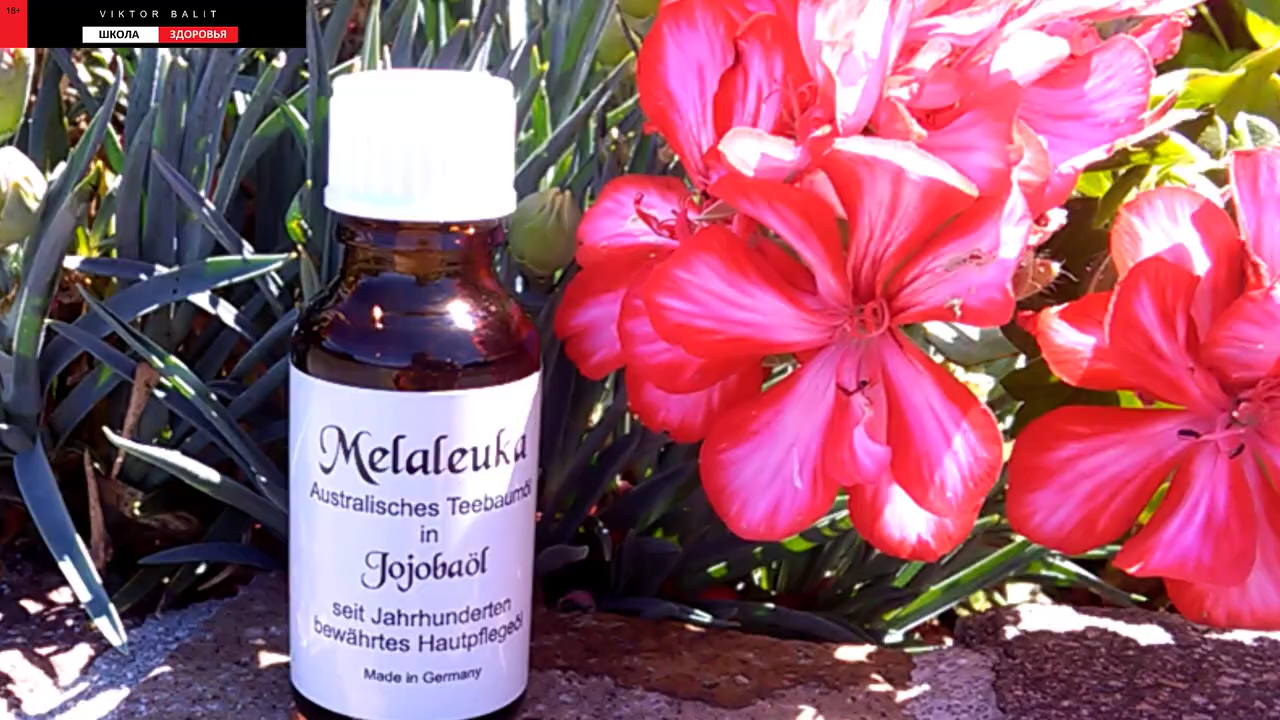 18+
VIKTOR BALIT
ШКОЛА ЗДОРОВЬЯ
Melaleuka
Australisches Teebaumöl
in
Jojobaöl
seit Jahrhunderten
bewährtes Hautpflegeöl
Made in Germany